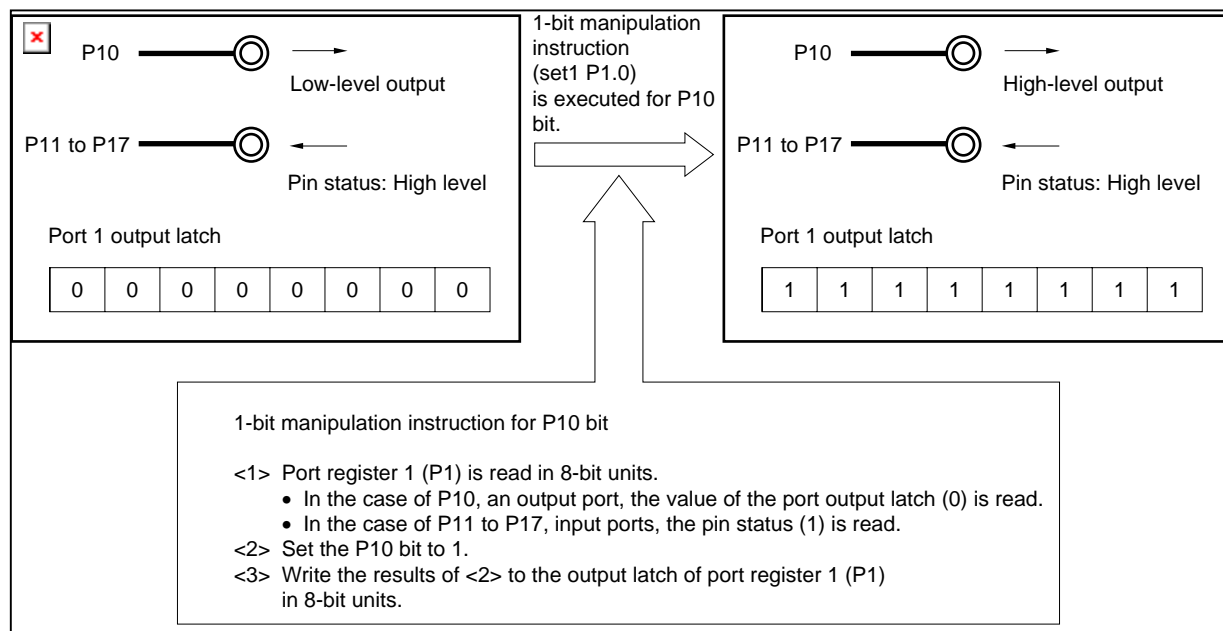 P10
Low-level output
P11 to P17
Pin status: High level
Port 1 output latch
0 0 0 0 0 0 0 0
1-bit manipulation
instruction
(set1 P1.0)
is executed for P10
bit.
P10
High-level output
P11 to P17
Pin status: High level
Port 1 output latch
1 1 1 1 1 1 1 1
1-bit manipulation instruction for P10 bit
<1> Port register 1 (P1) is read in 8-bit units.
• In the case of P10, an output port, the value of the port output latch (0) is read.
• In the case of P11 to P17, input ports, the pin status (1) is read.
<2> Set the P10 bit to 1.
<3> Write the results of <2> to the output latch of port register 1 (P1)
in 8-bit units.